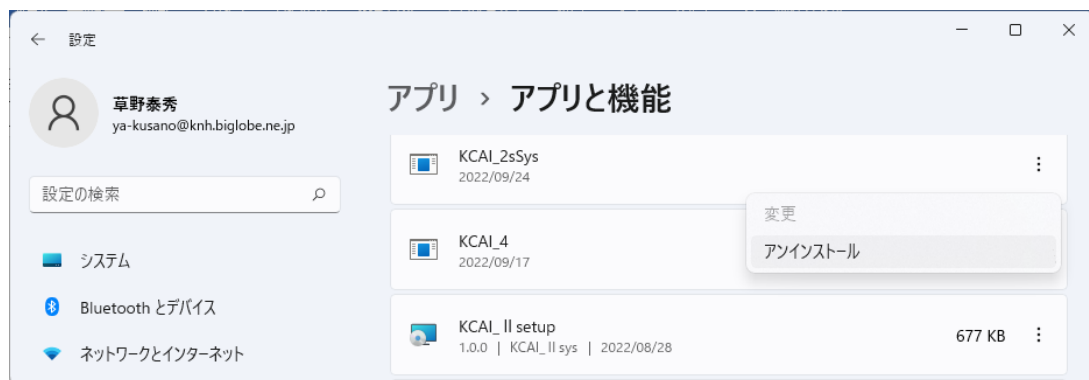 設定
草野泰秀
ya-kusano@knh.biglobe.ne.jp
設定の検索
システム
Bluetooth とデバイス
ネットワークとインターネット
アプリ › アプリと機能
KCAI_2sSys
2022/09/24
変更
アンインストール
KCAI_4
2022/09/17
KCAI_Ⅱ setup
1.0.0 | KCAI_Ⅱ sys | 2022/08/28
677 KB